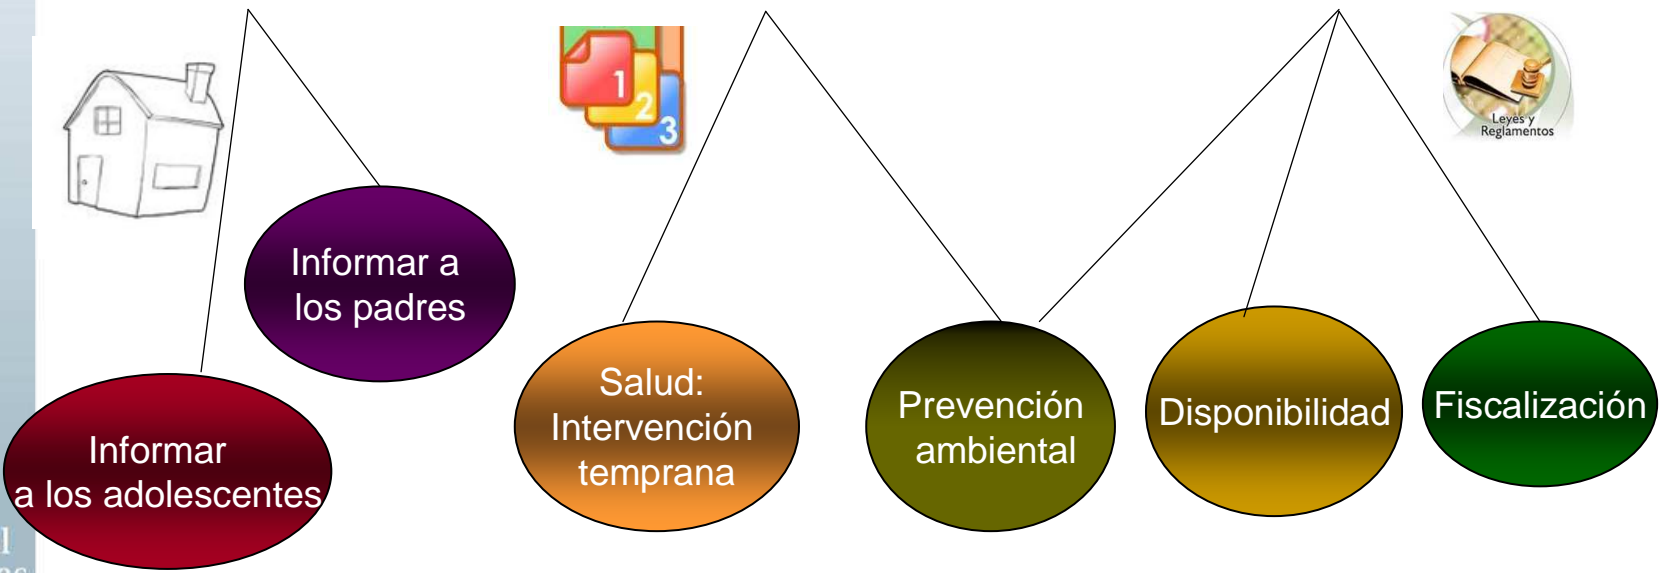 1
2
3
Leyes y
Reglamentos
Informar a
los padres
Informar
a los adolescentes
Salud:
Intervención
temprana
Prevención
ambiental
Disponibilidad
Fiscalización